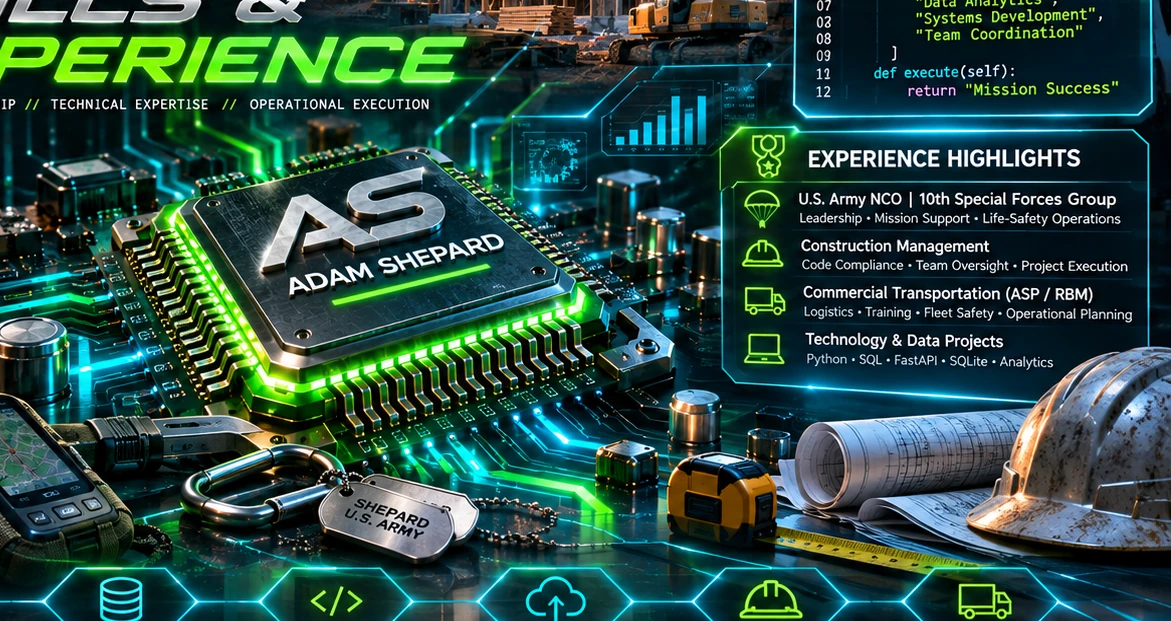 ILLS &
PERIENCE
IP // TECHNICAL EXPERTISE // OPERATIONAL EXECUTION
07 "Data Analytics",
03 "Systems Development",
08 "Team Coordination"
09 ]
12 def execute(self):
12 return "Mission Success"
AS
ADAM SHEPARD
EXPERIENCE HIGHLIGHTS
U.S. Army NCO | 10th Special Forces Group
Leadership • Mission Support • Life-Safety Operations
Construction Management
Code Compliance • Team Oversight • Project Execution
Commercial Transportation (ASP / RBM)
Logistics • Training • Fleet Safety • Operational Planning
Technology & Data Projects
Python • SQL • FastAPI • SQLite • Analytics
SHEPARD
U.S. ARMY